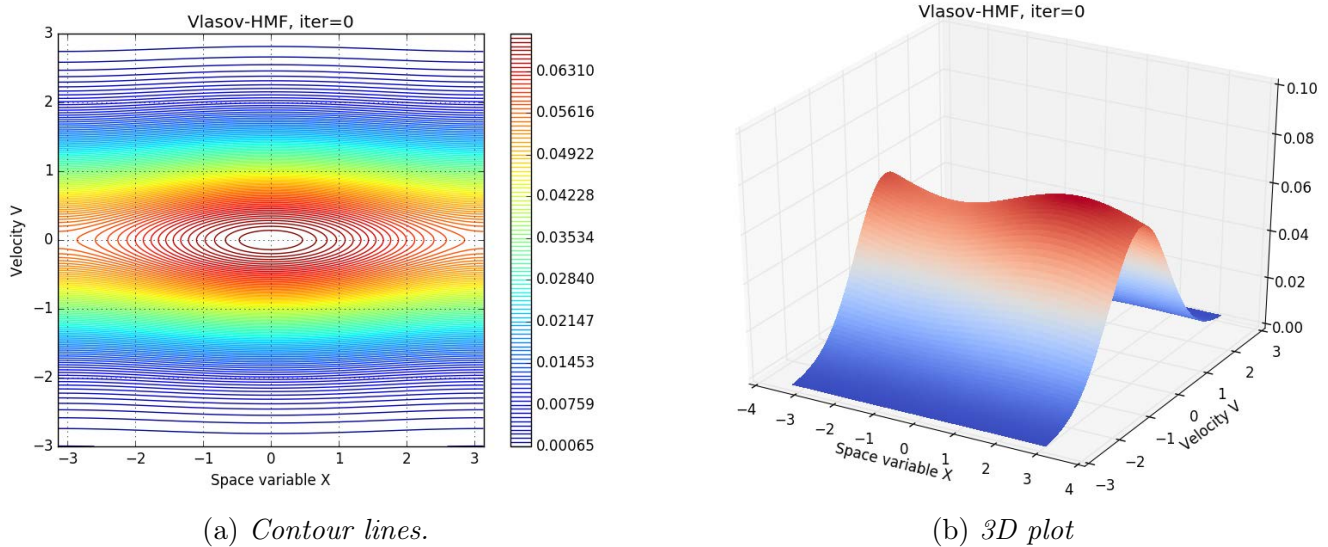 Vlasov-HMF, iter=0
3
2
1
0
−1
−2
−3
Velocity V
−3 −2 −1 0 1 2 3
Space variable X
0.06310
0.05616
0.04922
0.04228
0.03534
0.02840
0.02147
0.01453
0.00759
0.00065
(a) Contour lines.
Vlasov-HMF, iter=0
0.10
0.08
0.06
0.04
0.02
0.00
−4 −3 −2 −1 0 1 2 3 4
Space variable X
−3 −2 −1 0 1 2 3
Velocity V
(b) 3D plot